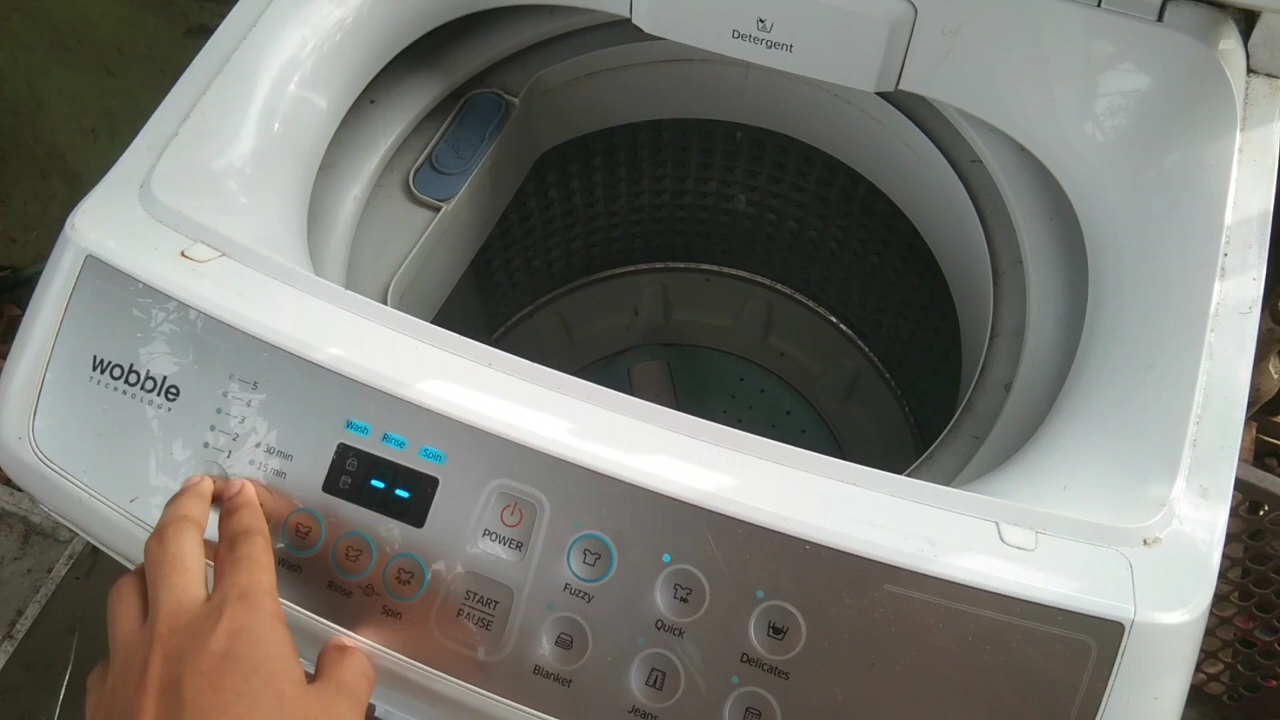 Detergent
wobble
TECHNOLOGY
5
4
3
2
1
30 min
15 min
Wash Rinse Spin
Wash
Rinse
Spin
POWER
START
PAUSE
Fuzzy
Quick
Delicates
Blanket
Jeans